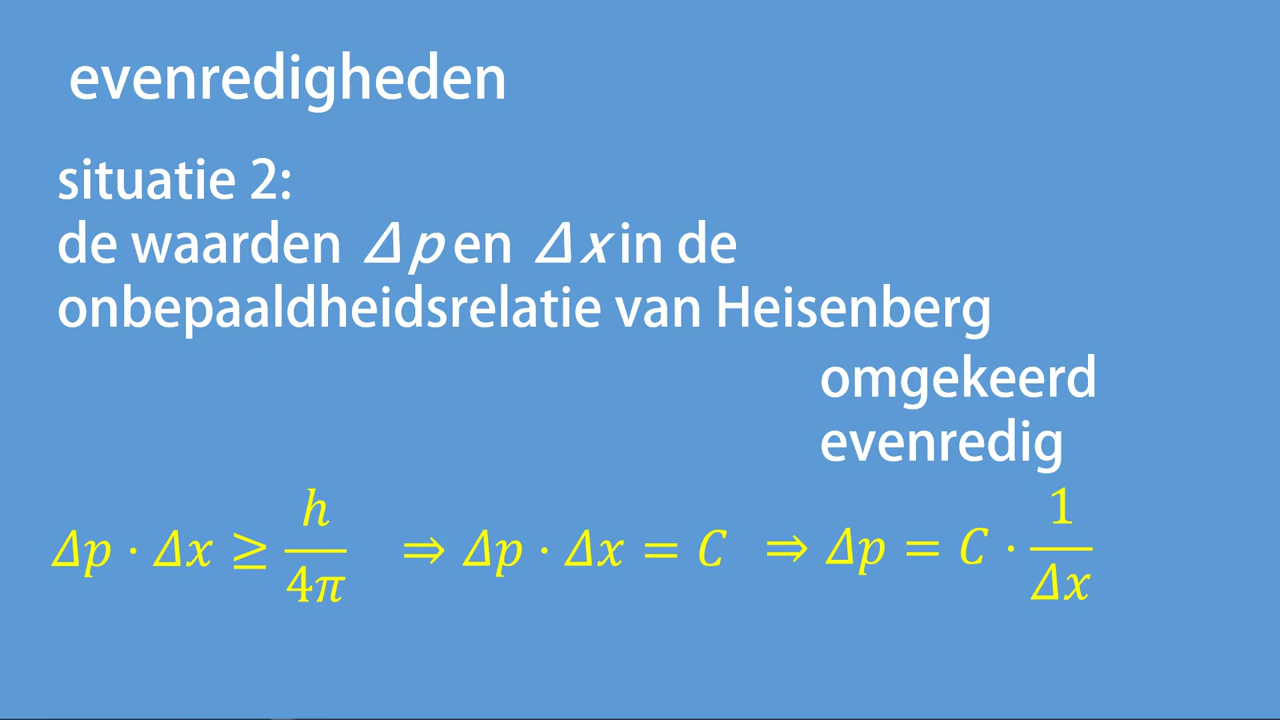 evenredigheden
situatie 2:
de waarden Δp en Δx in de
onbepaaldheidsrelatie van Heisenberg
omgekeerd
evenredig
Δp · Δx ≥ h/4π ⇒ Δp · Δx = C ⇒ Δp = C · 1/Δx